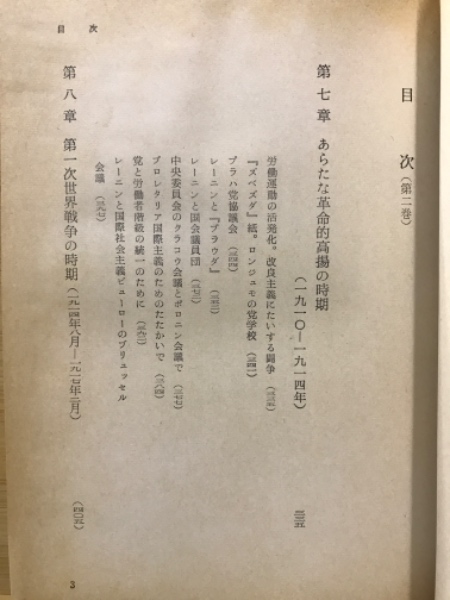 目次
目　次（第二巻）
第七章　あらたな革命的高揚の時期
（一九一〇―一九一四年）
労働運動の活発化。改良主義にたいする闘争
『ズベズダ』紙。ロンジュモの党学校
プラハ党協議会
レーニンと『プラウダ』
レーニンと国会議員団
中央委員会のクラコウ会議とポロニン会議で
プロレタリア国際主義のためのたたかいで
党と労働者階級の統一のために
レーニンと国際社会主義ビューローのブリュッセル
会議
第八章　第一次世界戦争の時期（一九一四年八月―一九一七年二月）
（四〇五）
3